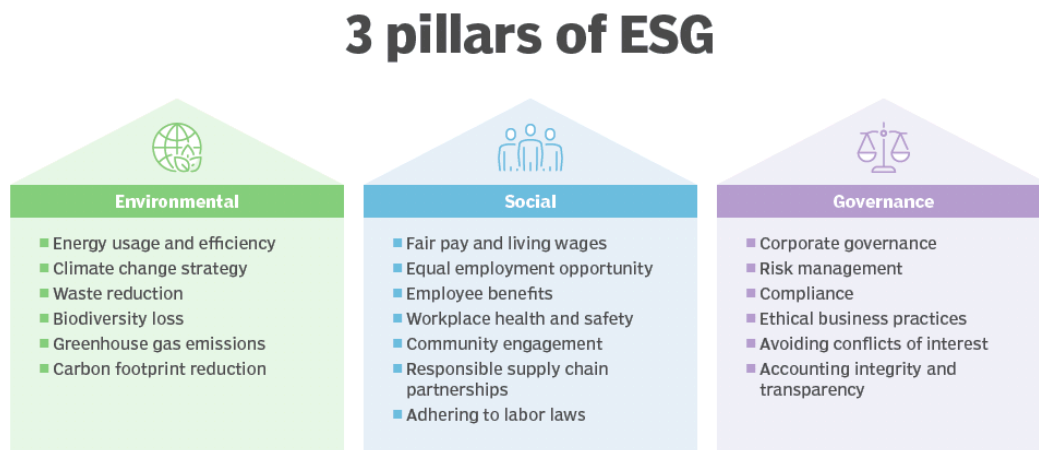 3 pillars of ESG
Environmental
Energy usage and efficiency
Climate change strategy
Waste reduction
Biodiversity loss
Greenhouse gas emissions
Carbon footprint reduction
Social
Fair pay and living wages
Equal employment opportunity
Employee benefits
Workplace health and safety
Community engagement
Responsible supply chain
partnerships
Adhering to labor laws
Governance
Corporate governance
Risk management
Compliance
Ethical business practices
Avoiding conflicts of interest
Accounting integrity and
transparency